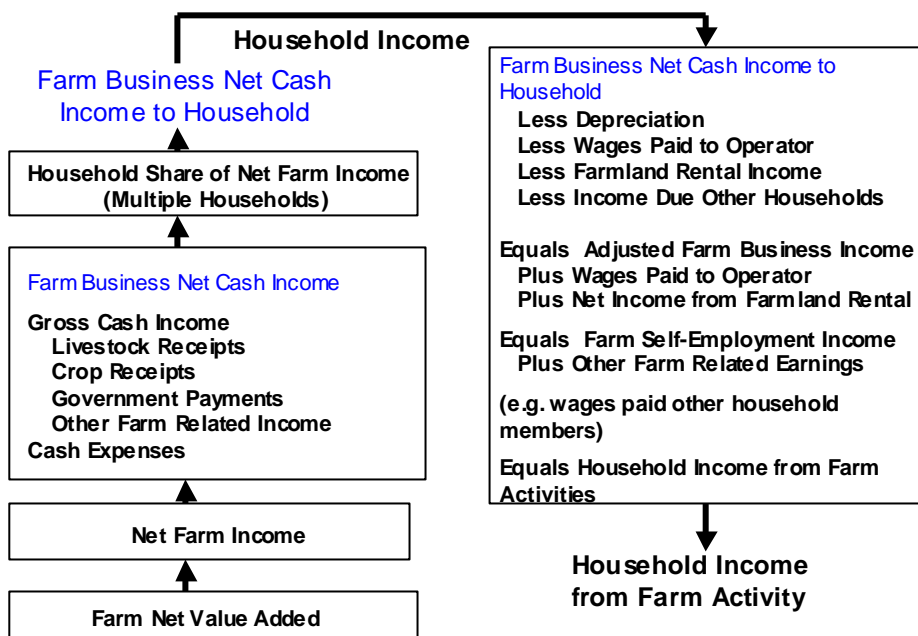 Household Income
Farm Business Net Cash
Income to Household
Household Share of Net Farm Income
(Multiple Households)
Farm Business Net Cash Income
Gross Cash Income
Livestock Receipts
Crop Receipts
Government Payments
Other Farm Related Income
Cash Expenses
Net Farm Income
Farm Net Value Added
Farm Business Net Cash Income to
Household
Less Depreciation
Less Wages Paid to Operator
Less Farmland Rental Income
Less Income Due Other Households
Equals Adjusted Farm Business Income
Plus Wages Paid to Operator
Plus Net Income from Farmland Rental
Equals Farm Self-Employment Income
Plus Other Farm Related Earnings
(e.g. wages paid other household
members)
Equals Household Income from Farm
Activities
Household Income
from Farm Activity